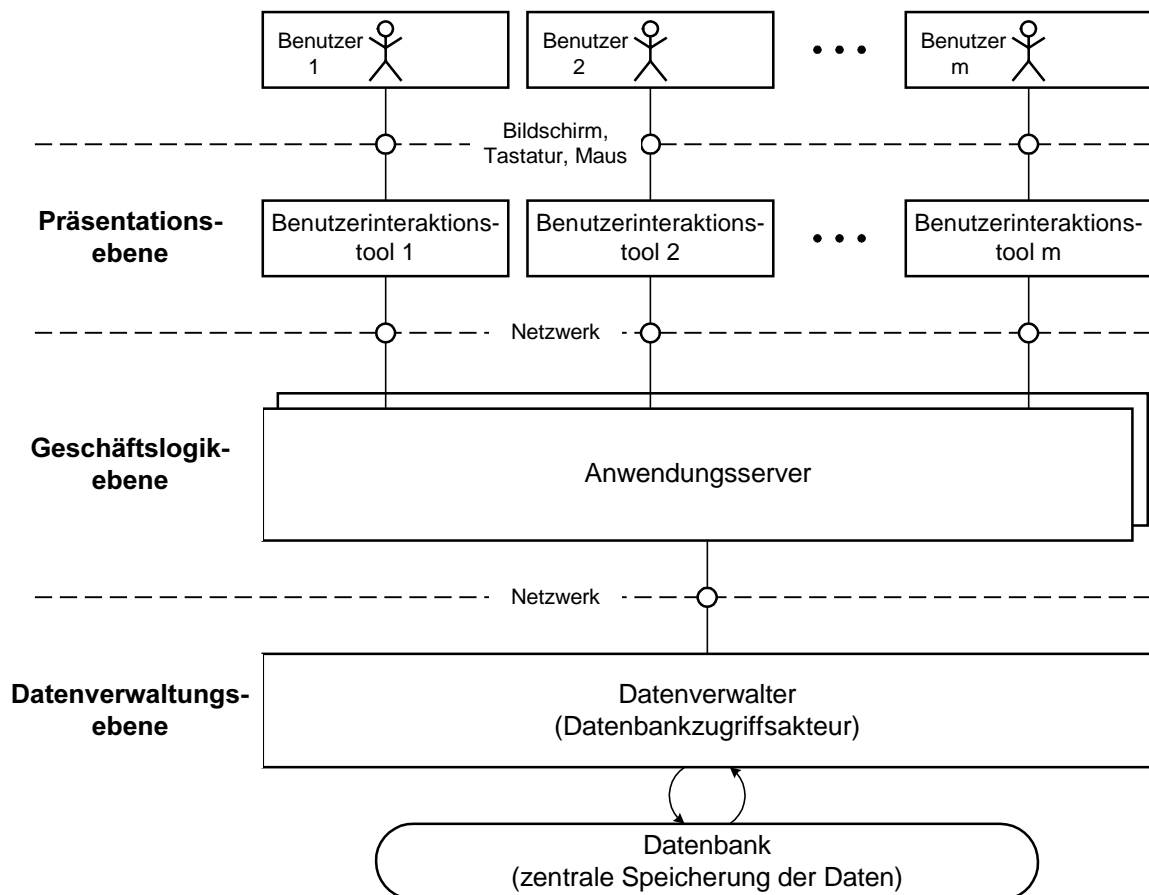 Benutzer
1
Benutzer
2
Benutzer
m
Bildschirm,
Tastatur, Maus
Präsentations-
ebene
Benutzerinteraktions-
tool 1
Benutzerinteraktions-
tool 2
Benutzerinteraktions-
tool m
Netzwerk
Geschäftslogik-
ebene
Anwendungsserver
Netzwerk
Datenverwaltungs-
ebene
Datenverwalter
(Datenbankzugriffsakteur)
Datenbank
(zentrale Speicherung der Daten)